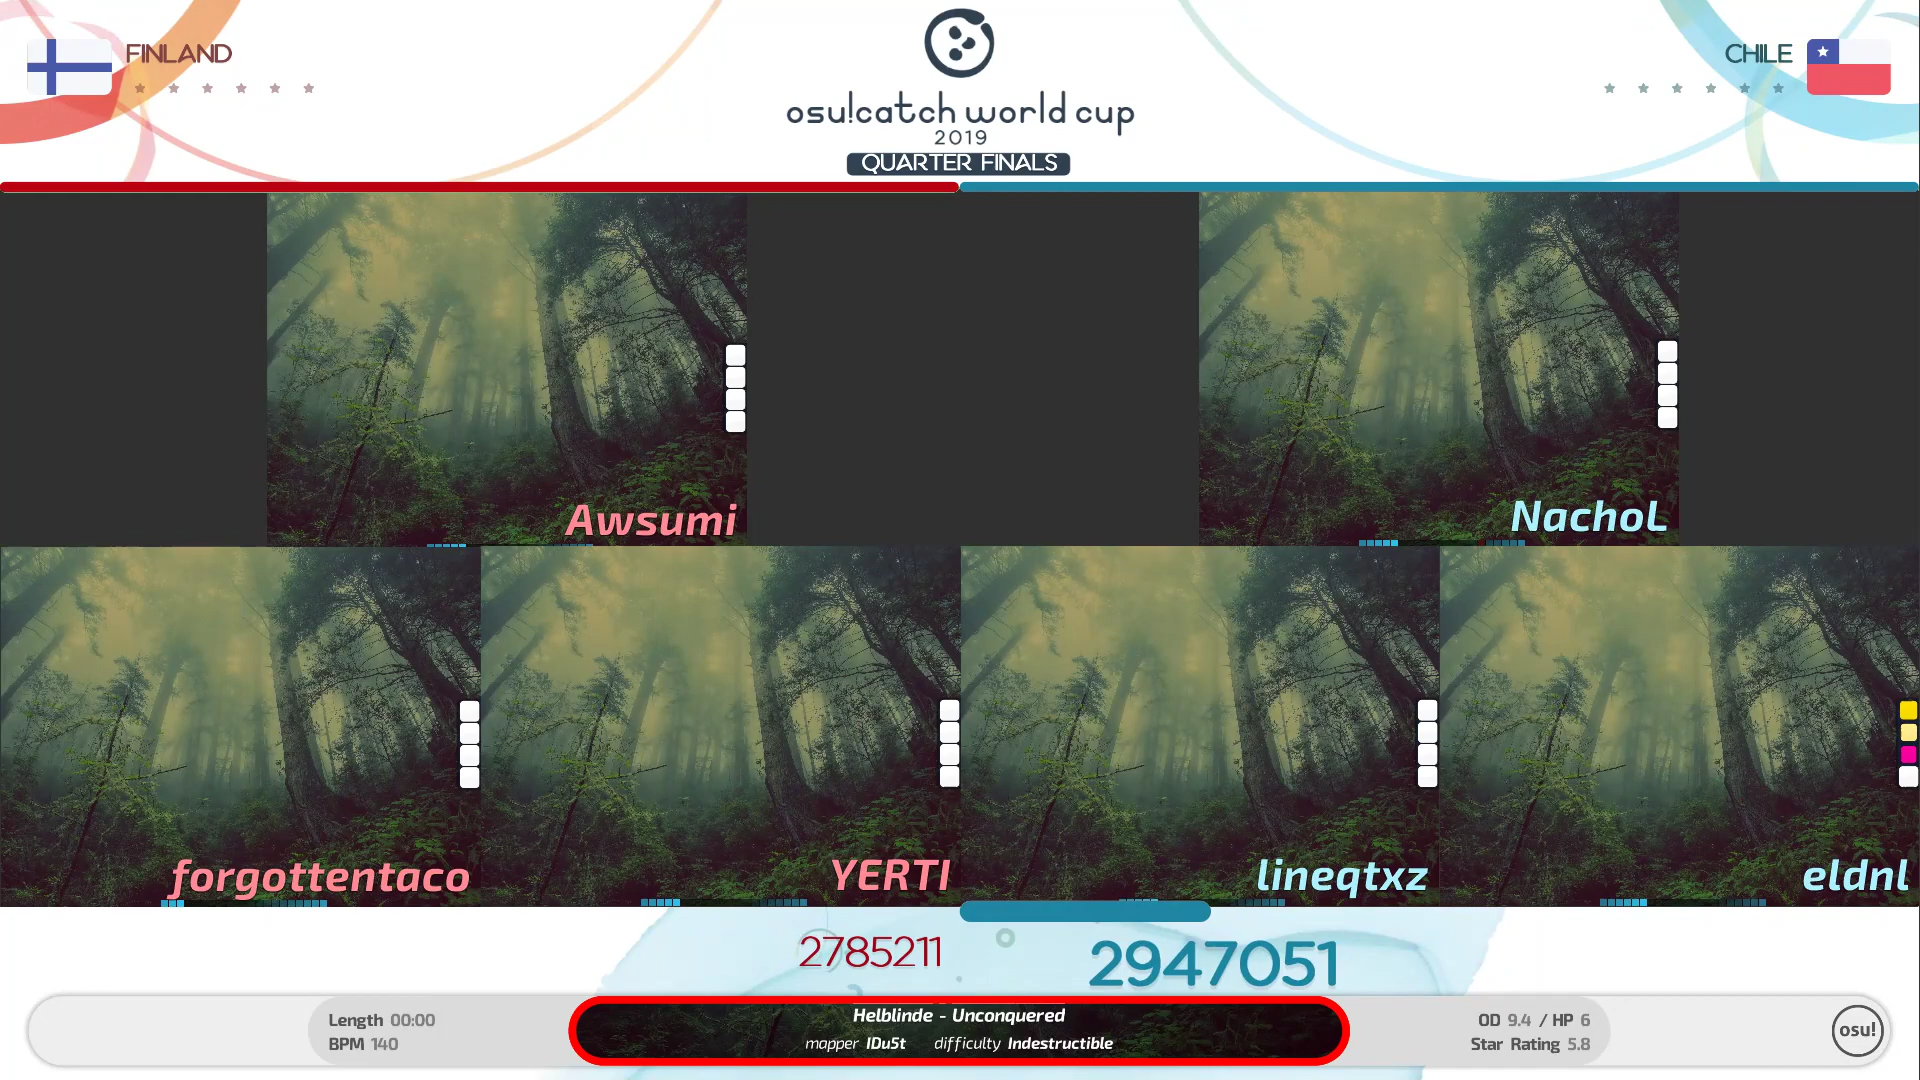 FINLAND
CHILE
osu!catch world cup
2019
QUARTER FINALS
Awsumi
NachoL
forgottentaco
YERTI
lineqtxz
eldnl
2785211
2947051
Length 00:00
BPM 140
Helblinde - Unconquered
mapper IDu5t difficulty Indestructible
OD 9.4 / HP 6
Star Rating 5.8
osu!